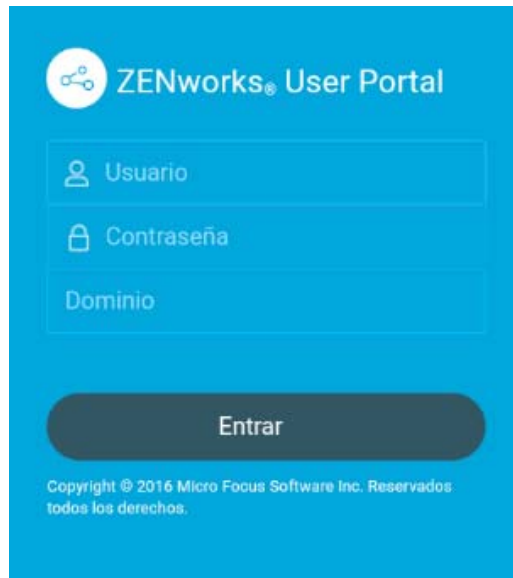 ZENworks® User Portal
Usuario
Contraseña
Dominio
Entrar
Copyright © 2016 Micro Focus Software Inc. Reservados
todos los derechos.